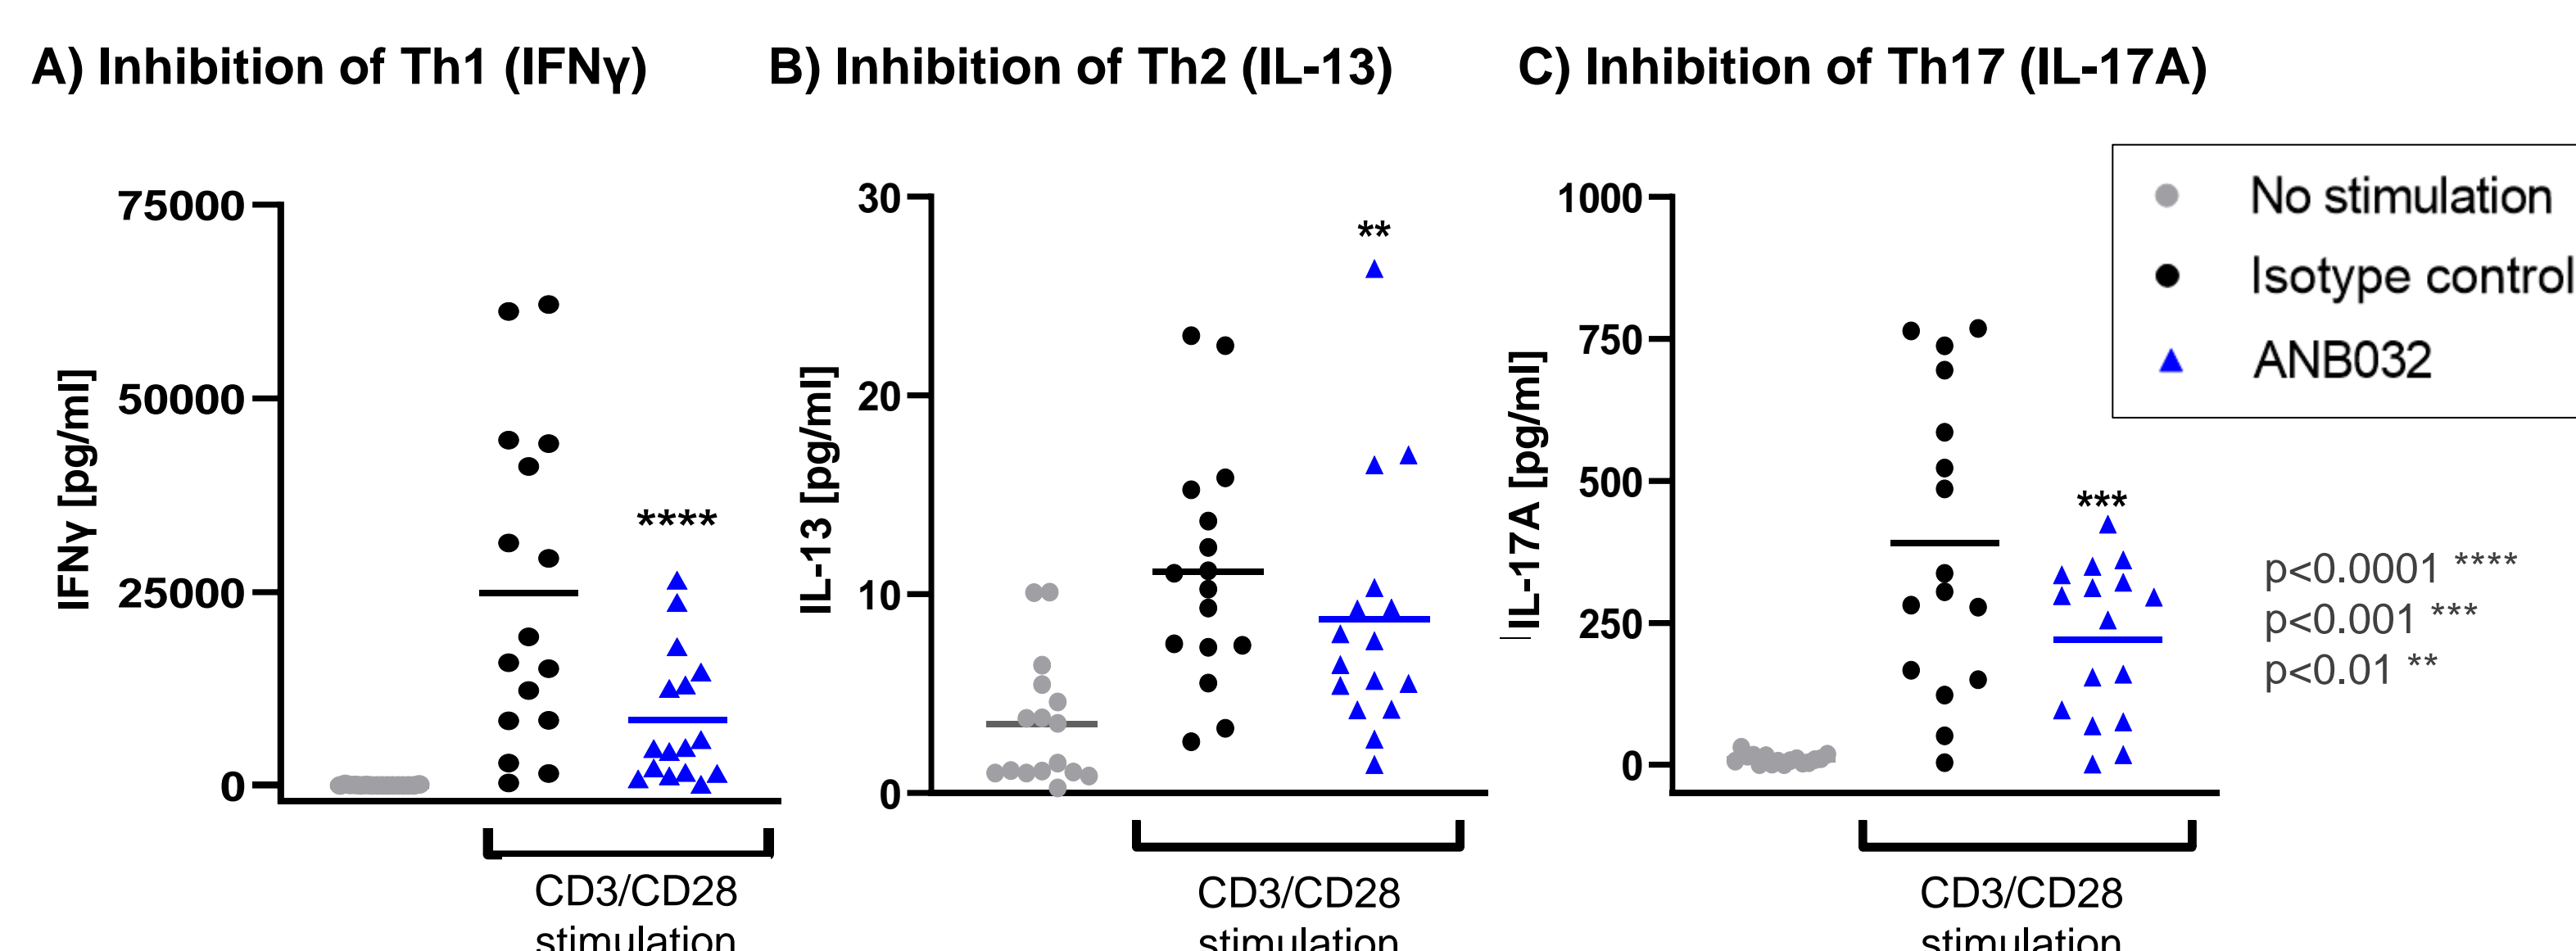 A) Inhibition of Th1 (IFNγ)
B) Inhibition of Th2 (IL-13)
C) Inhibition of Th17 (IL-17A)
IFNγ [pg/ml]
75000
50000
25000
0
****
CD3/CD28
stimulation
IL-13 [pg/ml]
30
20
10
0
**
CD3/CD28
stimulation
IL-17A [pg/ml]
1000
750
500
250
0
***
CD3/CD28
stimulation
No stimulation
Isotype control
ANB032
p<0.0001 ****
p<0.001 ***
p<0.01 **